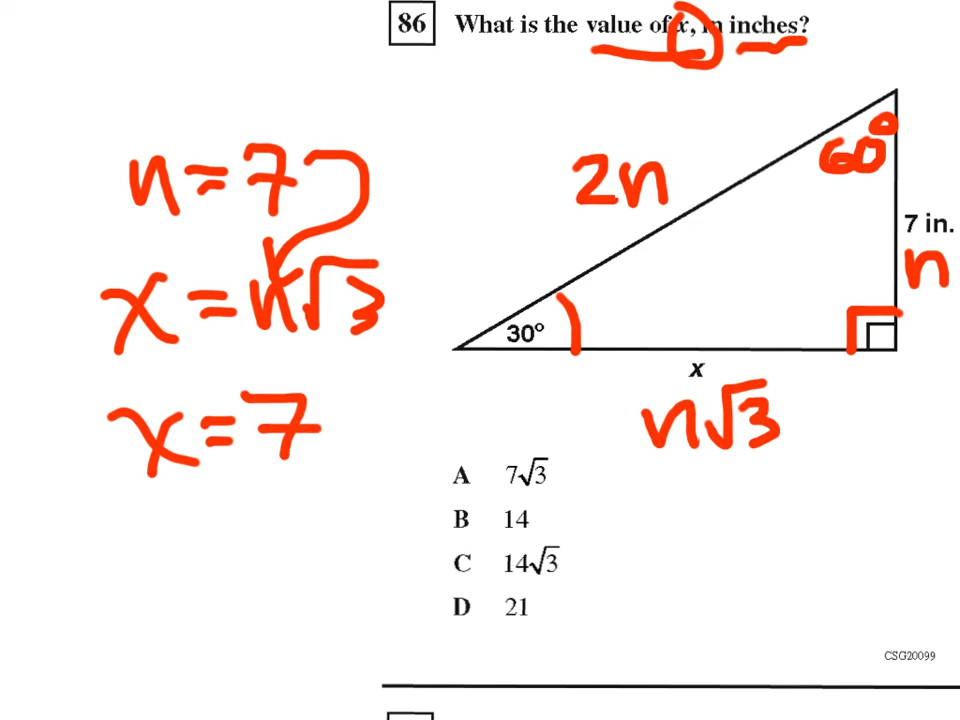 86 What is the value of x, in inches?
60°
2n
n = 7
7 in.
n
x = n√3
30°
x
x = 7
n√3
A 7√3
B 14
C 14√3
D 21
CSG20099